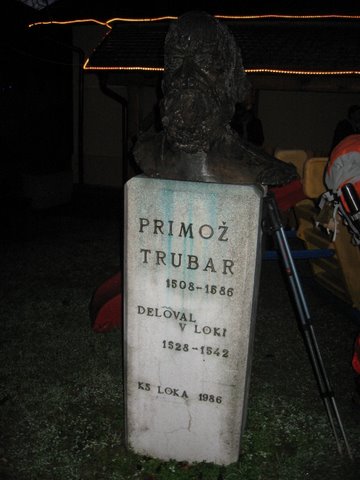 PRIMOŽ
TRUBAR
1508-1586
DELOVAL
V LOKI
1528-1542
KS LOKA 1986